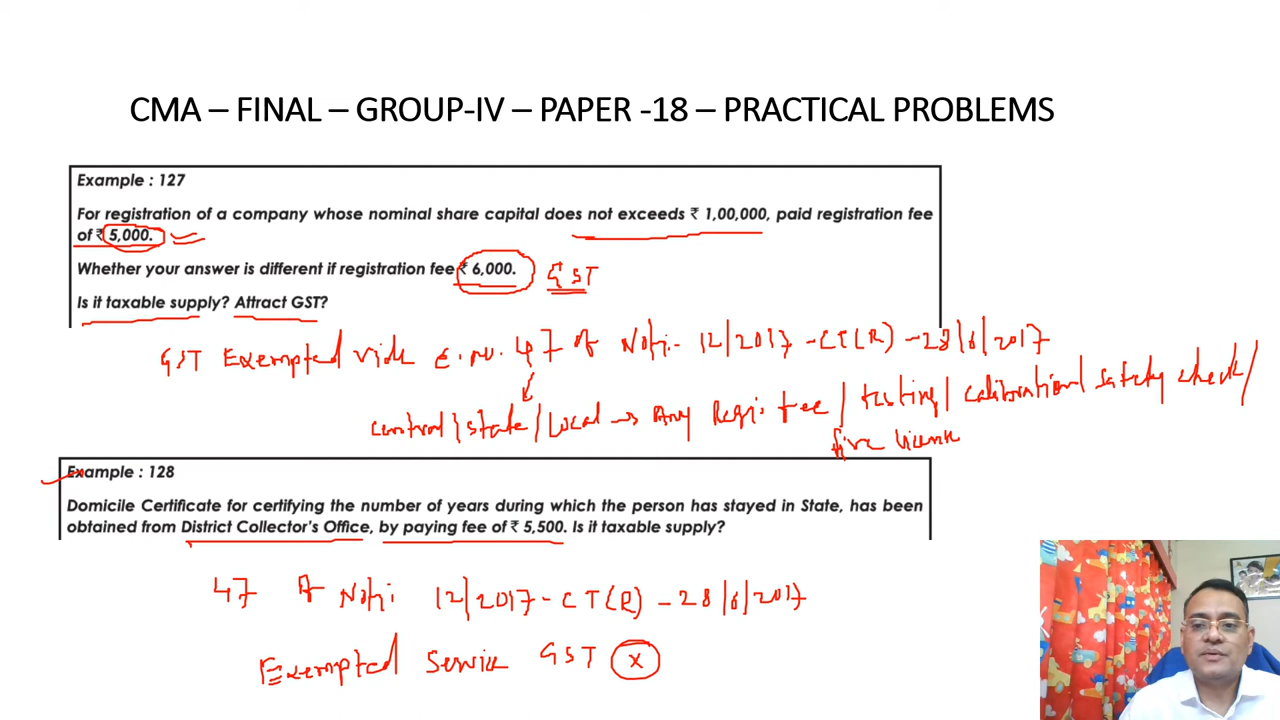 CMA – FINAL – GROUP-IV – PAPER -18 – PRACTICAL PROBLEMS
Example : 127
For registration of a company whose nominal share capital does not exceeds ₹ 1,00,000, paid registration fee
of ₹ 5,000.
Whether your answer is different if registration fee ₹ 6,000. GST
Is it taxable supply? Attract GST?
GST Exempted vide E.no. 47 of Noti.- 12/2017 -CT(R) -28/6/2017
central/state/Local → Any Regi. fee/testing/calibration/safety check/
fire license
Example : 128
Domicile Certificate for certifying the number of years during which the person has stayed in State, has been
obtained from District Collector's Office, by paying fee of ₹ 5,500. Is it taxable supply?
47 of Noti 12/2017-CT(R) -28/6/2017
Exempted Service GST x